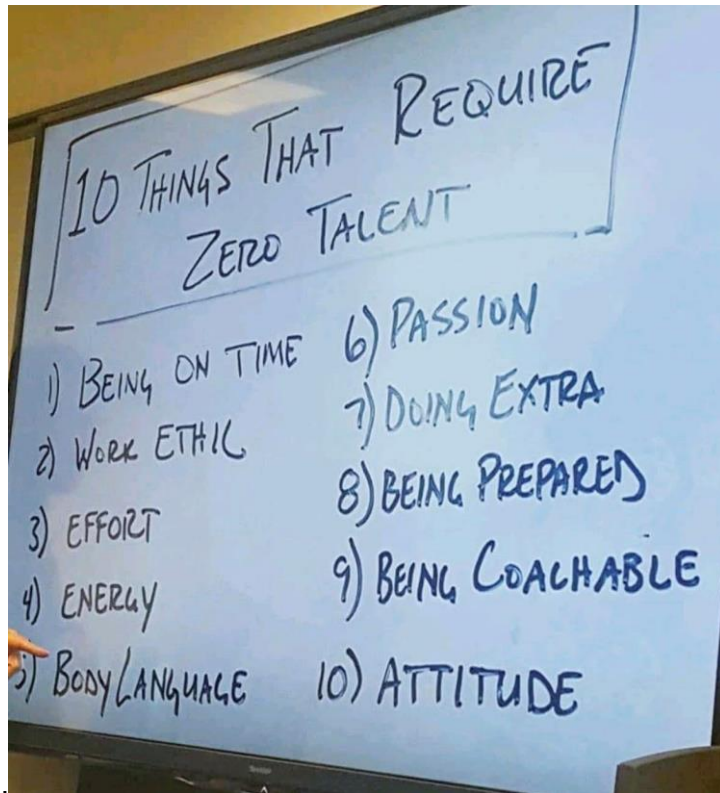 10 THINGS THAT REQUIRE
ZERO TALENT
1) BEING ON TIME
2) WORK ETHIC
3) EFFORT
4) ENERGY
5) BODY LANGUAGE
6) PASSION
7) DOING EXTRA
8) BEING PREPARED
9) BEING COACHABLE
10) ATTITUDE